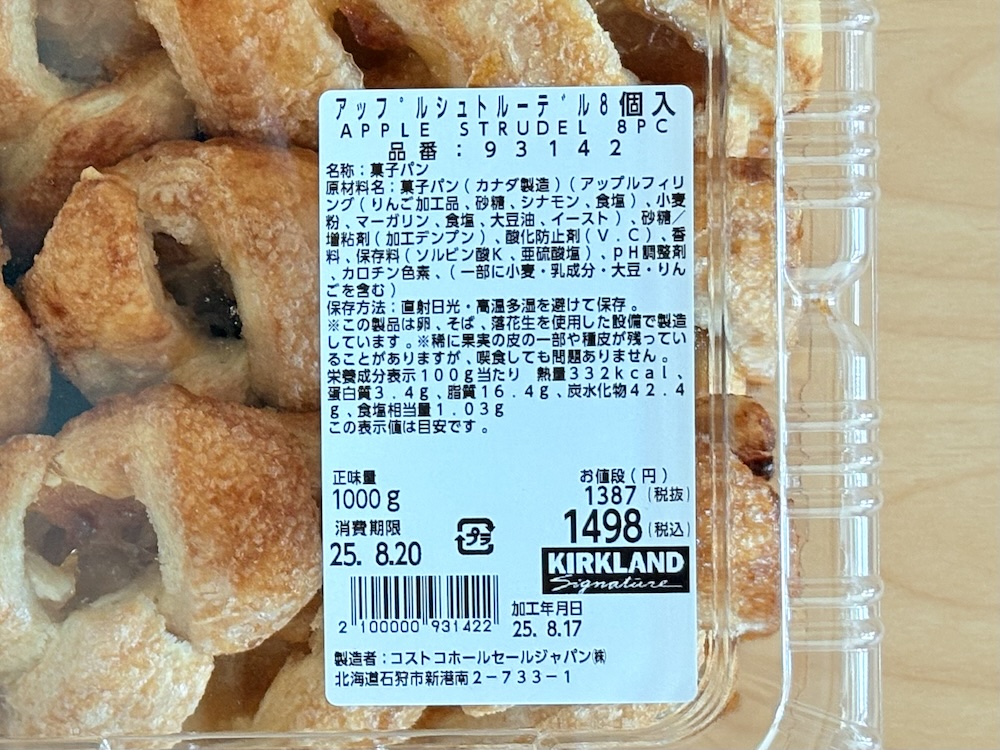 アップルシュトルーデル8個入
APPLE STRUDEL 8PC
品番:93142
名称:菓子パン
原材料名:菓子パン(カナダ製造)(アップルフィリ
ング(りんご加工品、砂糖、シナモン、食塩)、小麦
粉、マーガリン、食塩、大豆油、イースト)、砂糖/
増粘剤(加工デンプン)、酸化防止剤(V.C)、香
料、保存料(ソルビン酸K、亜硫酸塩)、pH調整剤
、カロチン色素、(一部に小麦・乳成分・大豆・りん
ごを含む)
保存方法:直射日光・高温多湿を避けて保存。
※この製品は卵、そば、落花生を使用した設備で製造
しています。※稀に果実の皮の一部や種皮が残ってい
ることがありますが、喫食しても問題ありません。
栄養成分表示100g当たり 熱量332kcal、
蛋白質3.4g、脂質16.4g、炭水化物42.4
g、食塩相当量1.03g
この表示値は目安です。
正味量
1000g
お値段(円)
1387(税抜)
1498(税込)
消費期限
25. 8.20
プラ
KIRKLAND
Signature
2 100000 931422
加工年月日
25. 8.17
製造者:コストコホールセールジャパン㈱
北海道石狩市新港南2-733-1